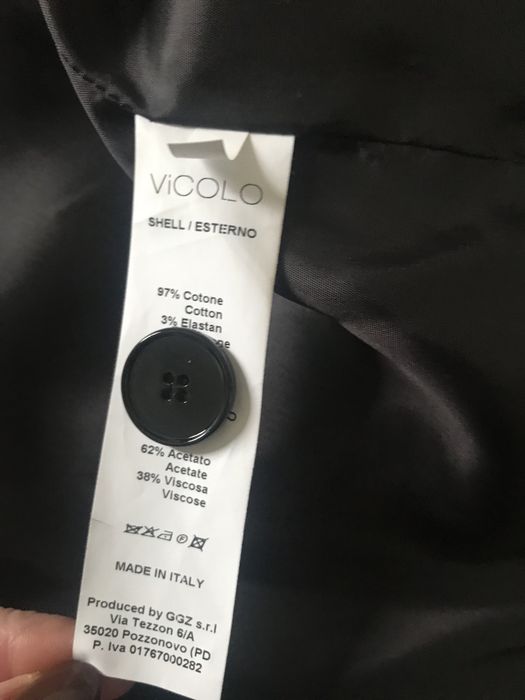 ViCOLO
SHELL / ESTERNO
97% Cotone
Cotton
3% Elastan
62% Acetato
Acetate
38% Viscosa
Viscose
P
MADE IN ITALY
Produced by GGZ s.r.l
Via Tezzon 6/A
35020 Pozzonovo (PD
P. Iva 01767000282